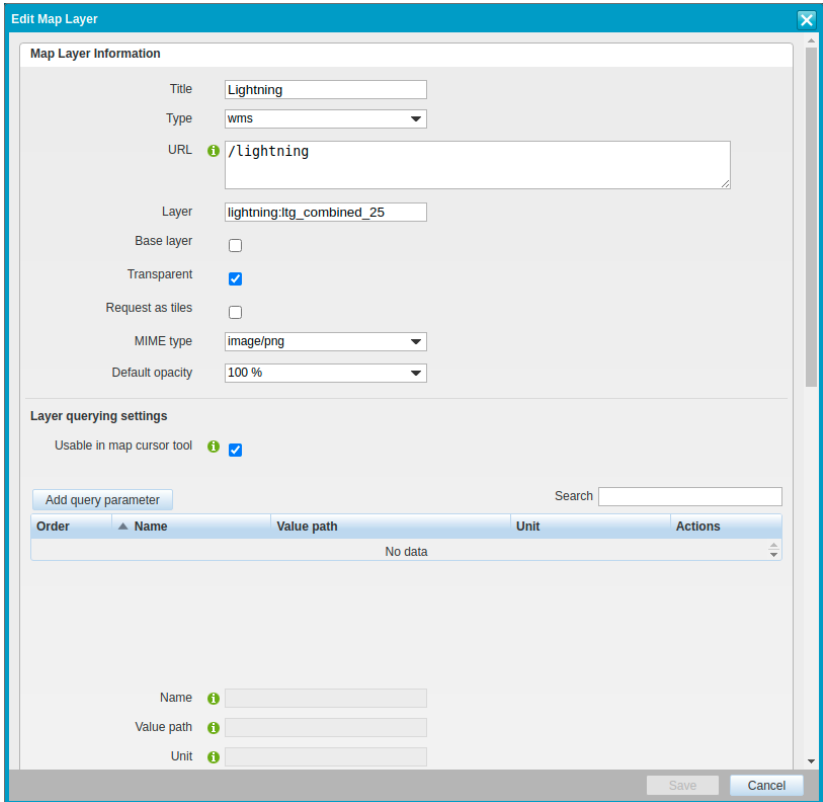 Edit Map Layer
Map Layer Information
Title Lightning
Type wms
URL /lightning
Layer lightning:ltg_combined_25
Base layer
Transparent
Request as tiles
MIME type image/png
Default opacity 100 %
Layer querying settings
Usable in map cursor tool
Add query parameter Search
Order Name Value path Unit Actions
No data
Name
Value path
Unit
Save Cancel